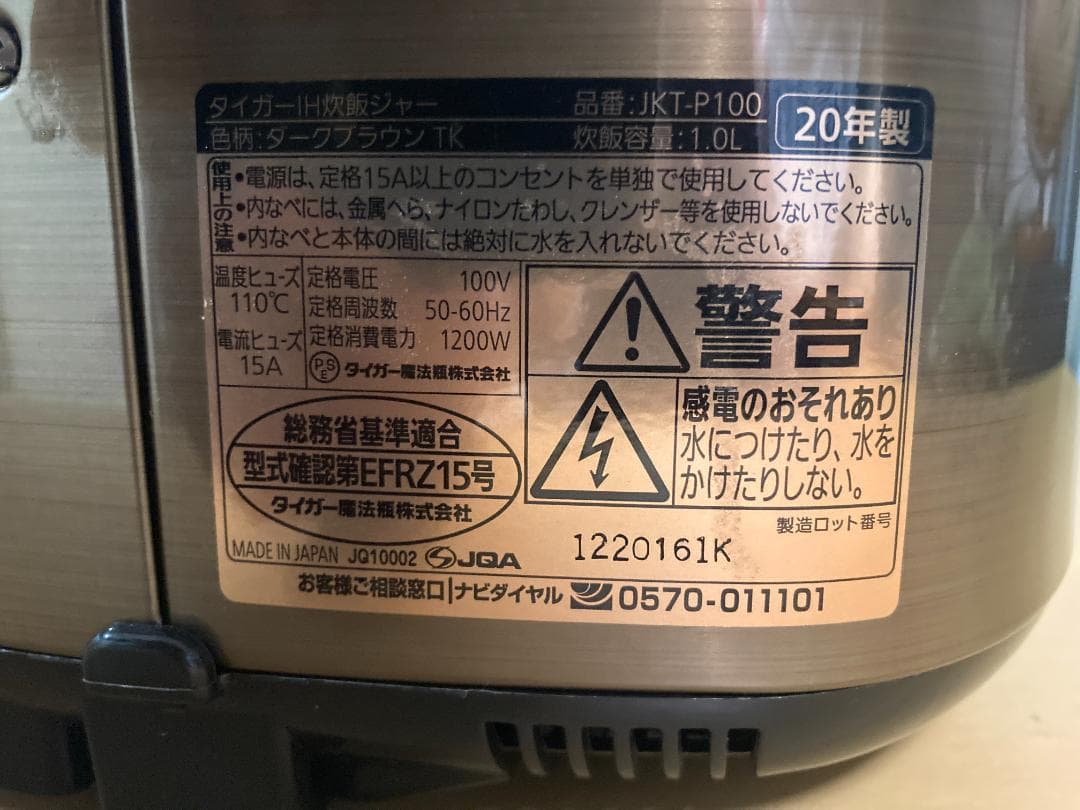 タイガーIH炊飯ジャー 品番:JKT-P100
色柄:ダークブラウン TK 炊飯容量:1.0L
20年製
使用上の注意
•電源は、定格15A以上のコンセントを単独で使用してください。
•内なべには、金属へら、ナイロンたわし、クレンザー等を使用しないでください。
•内なべと本体の間には絶対に水を入れないでください。
温度ヒューズ
110℃
電流ヒューズ
15A
定格電圧 100V
定格周波数 50-60Hz
定格消費電力 1200W
PSE タイガー魔法瓶株式会社
警告
感電のおそれあり
水につけたり、水を
かけたりしない。
総務省基準適合
型式確認第EFRZ15号
タイガー魔法瓶株式会社
製造ロット番号
MADE IN JAPAN JQ10002 JQA 1220161K
お客様ご相談窓口 ナビダイヤル 0570-011101